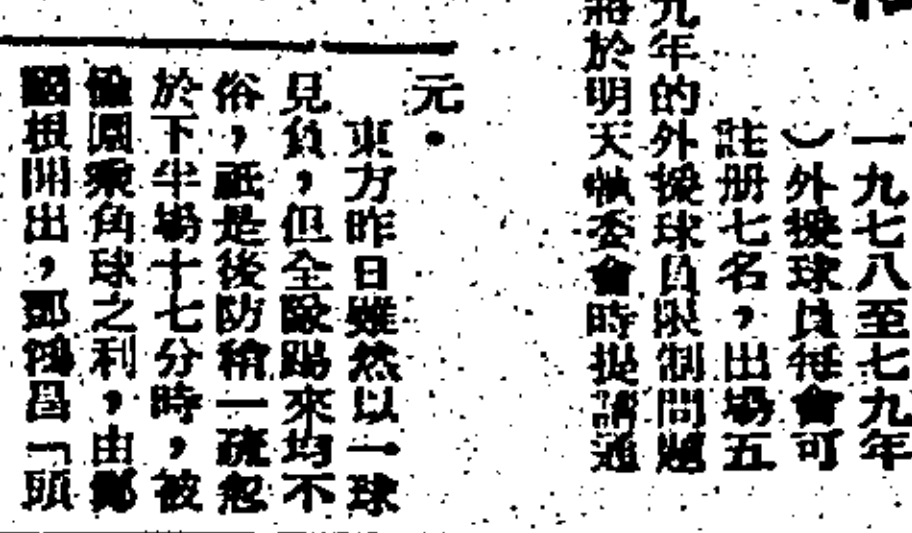 一九七八至七九年
)外援球員每會可
註册七名,出場五
九年的外援球員限制問題
將於明天執委會時提請通
元。
東方昨日雖然以一球
見負,但全隊踢來均不
俗,祇是後防稍一疏忽
於下半場十七分時,被
愉園乘角球之利,由鄭
國根開出,鄧鴻昌「頭